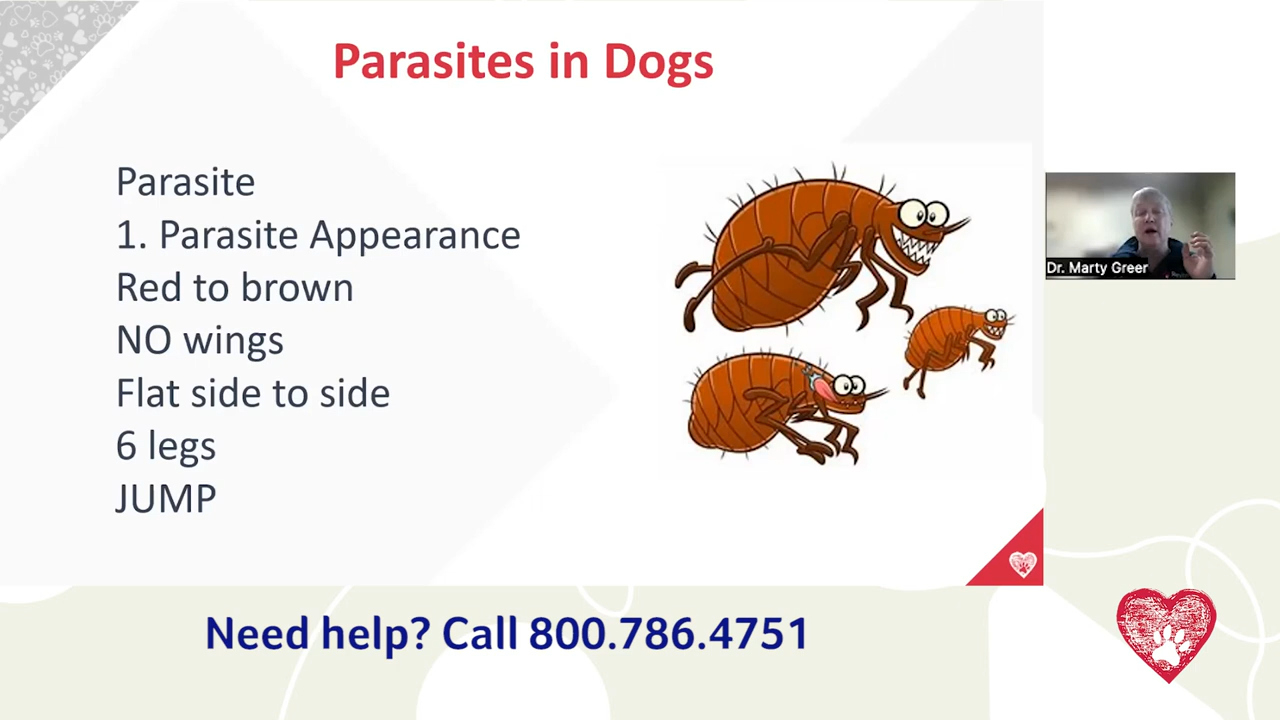 Parasites in Dogs
Parasite
1. Parasite Appearance
Red to brown
NO wings
Flat side to side
6 legs
JUMP
Dr. Marty Greer
Need help? Call 800.786.4751